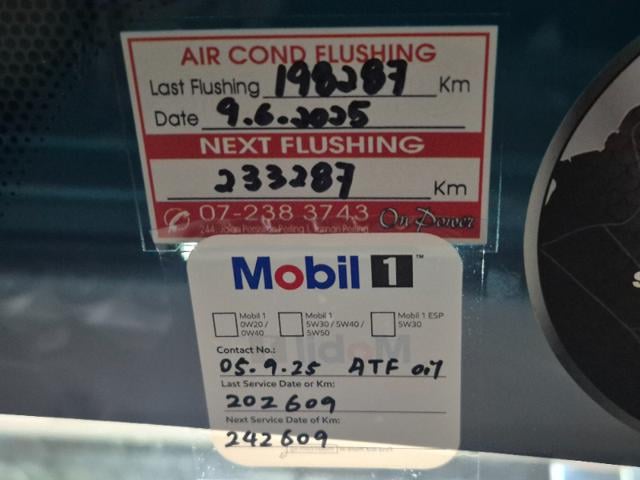 AIR COND FLUSHING
Last Flushing 198287 Km
Date 9.6.2025
NEXT FLUSHING
233287 Km
07-238 3743 On Power
Mobil 1™
Mobil 1 0W20 / 0W40
Mobil 1 5W30 / 5W40 / 5W50
Mobil 1 ESP 5W30
Contact No.:
05.9.25 ATF oil
Last Service Date or Km:
202609
Next Service Date of Km:
242609